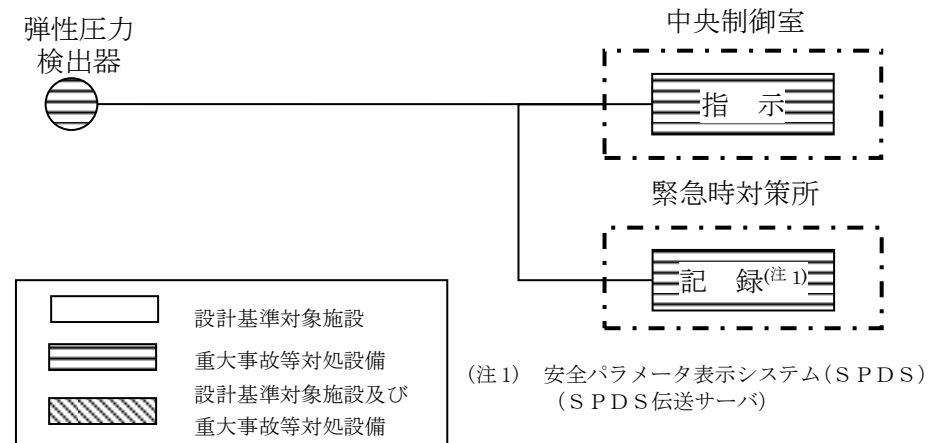 弾性圧力
検出器
中央制御室
指 示
緊急時対策所
記 録(注 1)
設計基準対象施設
重大事故等対処設備
設計基準対象施設及び
重大事故等対処設備
(注 1) 安全パラメータ表示システム(SPDS)
(SPDS伝送サーバ)